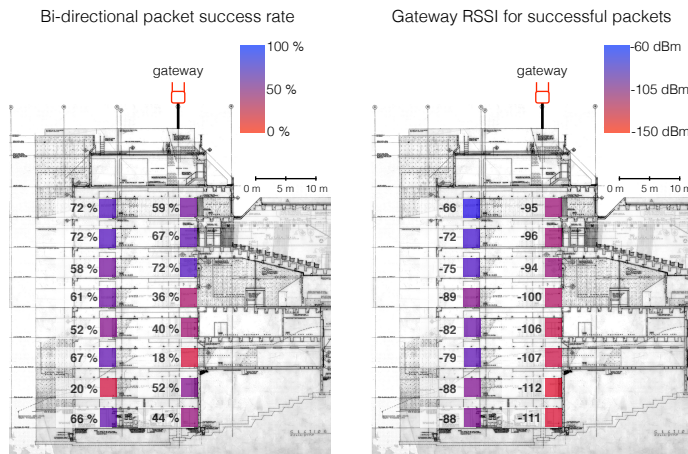 Bi-directional packet success rate
100 %
50 %
0 %
gateway
0 m 5 m 10 m
72 % 59 %
72 % 67 %
58 % 72 %
61 % 36 %
52 % 40 %
67 % 18 %
20 % 52 %
66 % 44 %
Gateway RSSI for successful packets
-60 dBm
-105 dBm
-150 dBm
gateway
0 m 5 m 10 m
-66 -95
-72 -96
-75 -94
-89 -100
-82 -106
-79 -107
-88 -112
-88 -111